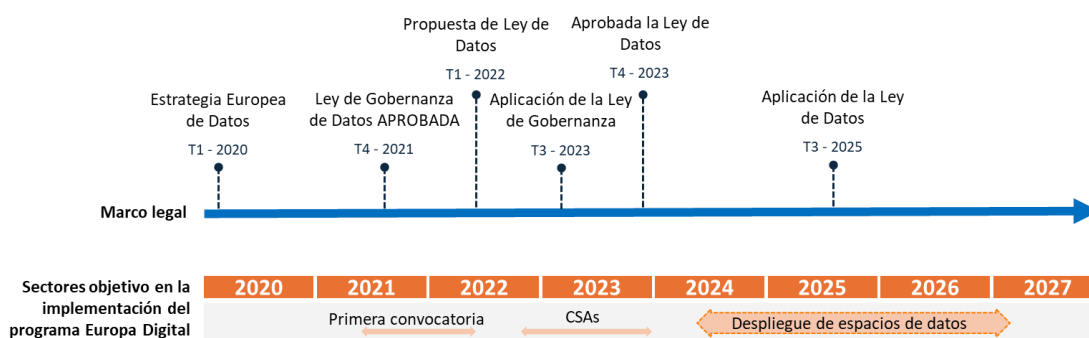 Estrategia Europea
de Datos
T1 - 2020
Ley de Gobernanza
de Datos APROBADA
T4 - 2021
Propuesta de Ley de
Datos
T1 - 2022
Aplicación de la Ley
de Gobernanza
T3 - 2023
Aprobada la Ley de
Datos
T4 - 2023
Aplicación de la Ley
de Datos
T3 - 2025
Marco legal
Sectores objetivo en la
implementación del
programa Europa Digital
2020 2021 2022 2023 2024 2025 2026 2027
Primera convocatoria
CSAs
Despliegue de espacios de datos